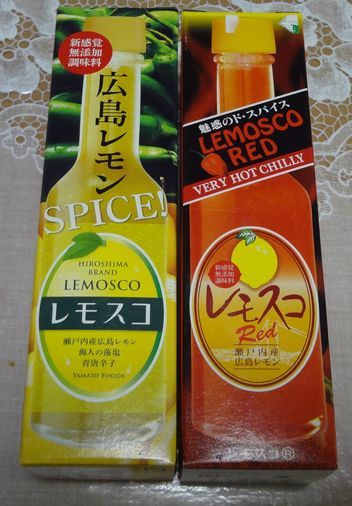 新感覚
無添加
調味料
広島レモン
SPICE!
HIROSHIMA
BRAND
LEMOSCO
レモスコ
瀬戸内産広島レモン
海人の藻塩
青唐辛子
YAMATO FOODS
魅惑のド・スパイス
LEMOSCO
RED
VERY HOT CHILLY
新感覚
無添加
調味料
レモスコ
Red
瀬戸内産
広島レモン
レモスコ®